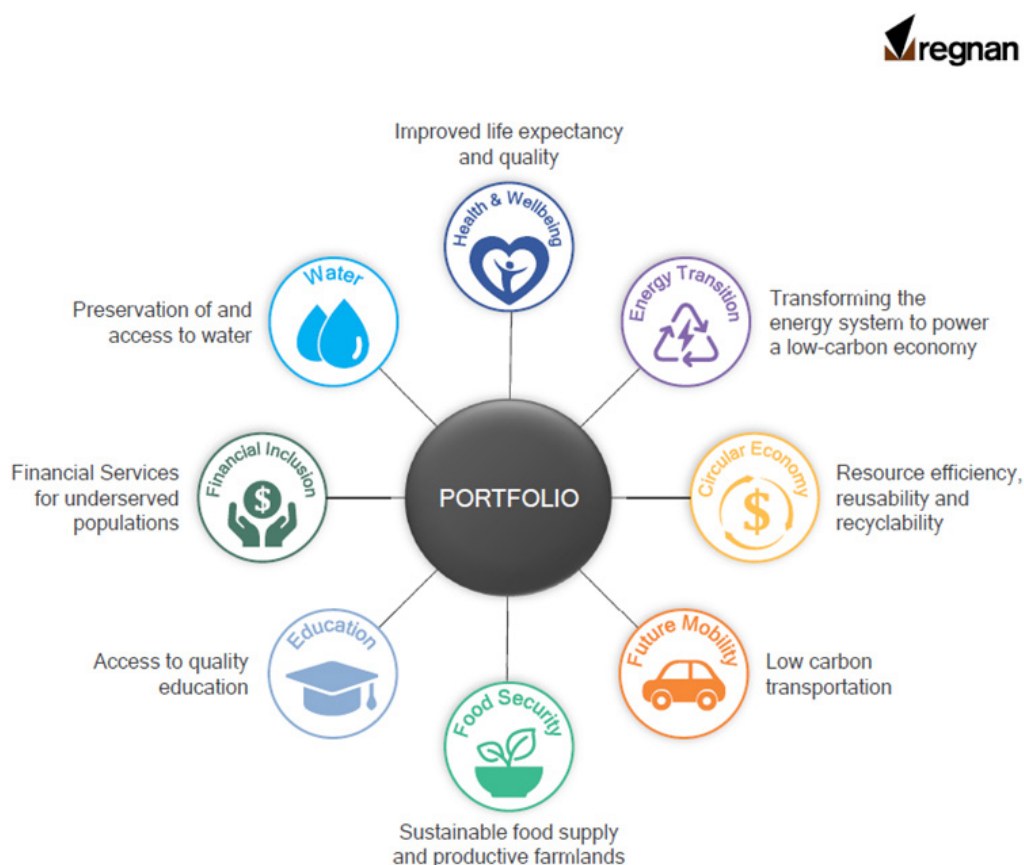 regnan
Improved life expectancy
and quality
Health & Wellbeing
Energy Transition
Transforming the
energy system to power
a low-carbon economy
Circular Economy
Resource efficiency,
reusability and
recyclability
Future Mobility
Low carbon
transportation
Food Security
Sustainable food supply
and productive farmlands
Education
Access to quality
education
Financial Inclusion
$
Financial Services
for underserved
populations
Water
Preservation of and
access to water
PORTFOLIO
$